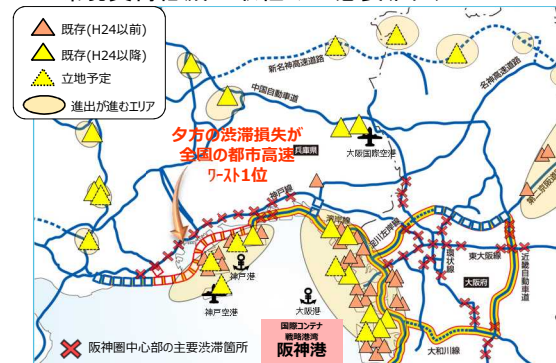 既存(H24以前)
既存(H24以降)
立地予定
進出が進むエリア
新名神高速道路
名神高速道路
中国自動車道
夕方の渋滞損失が
全国の都市高速
ワースト1位
兵庫県
大阪国際空港
第二京阪道路
神戸線
湾岸線
淀川左岸線
東大阪線
環状線
近畿自動車道
神戸港
大阪府
神戸空港
大阪港
国際コンテナ
戦略港湾
阪神港
大和川線
阪神圏中心部の主要渋滞箇所